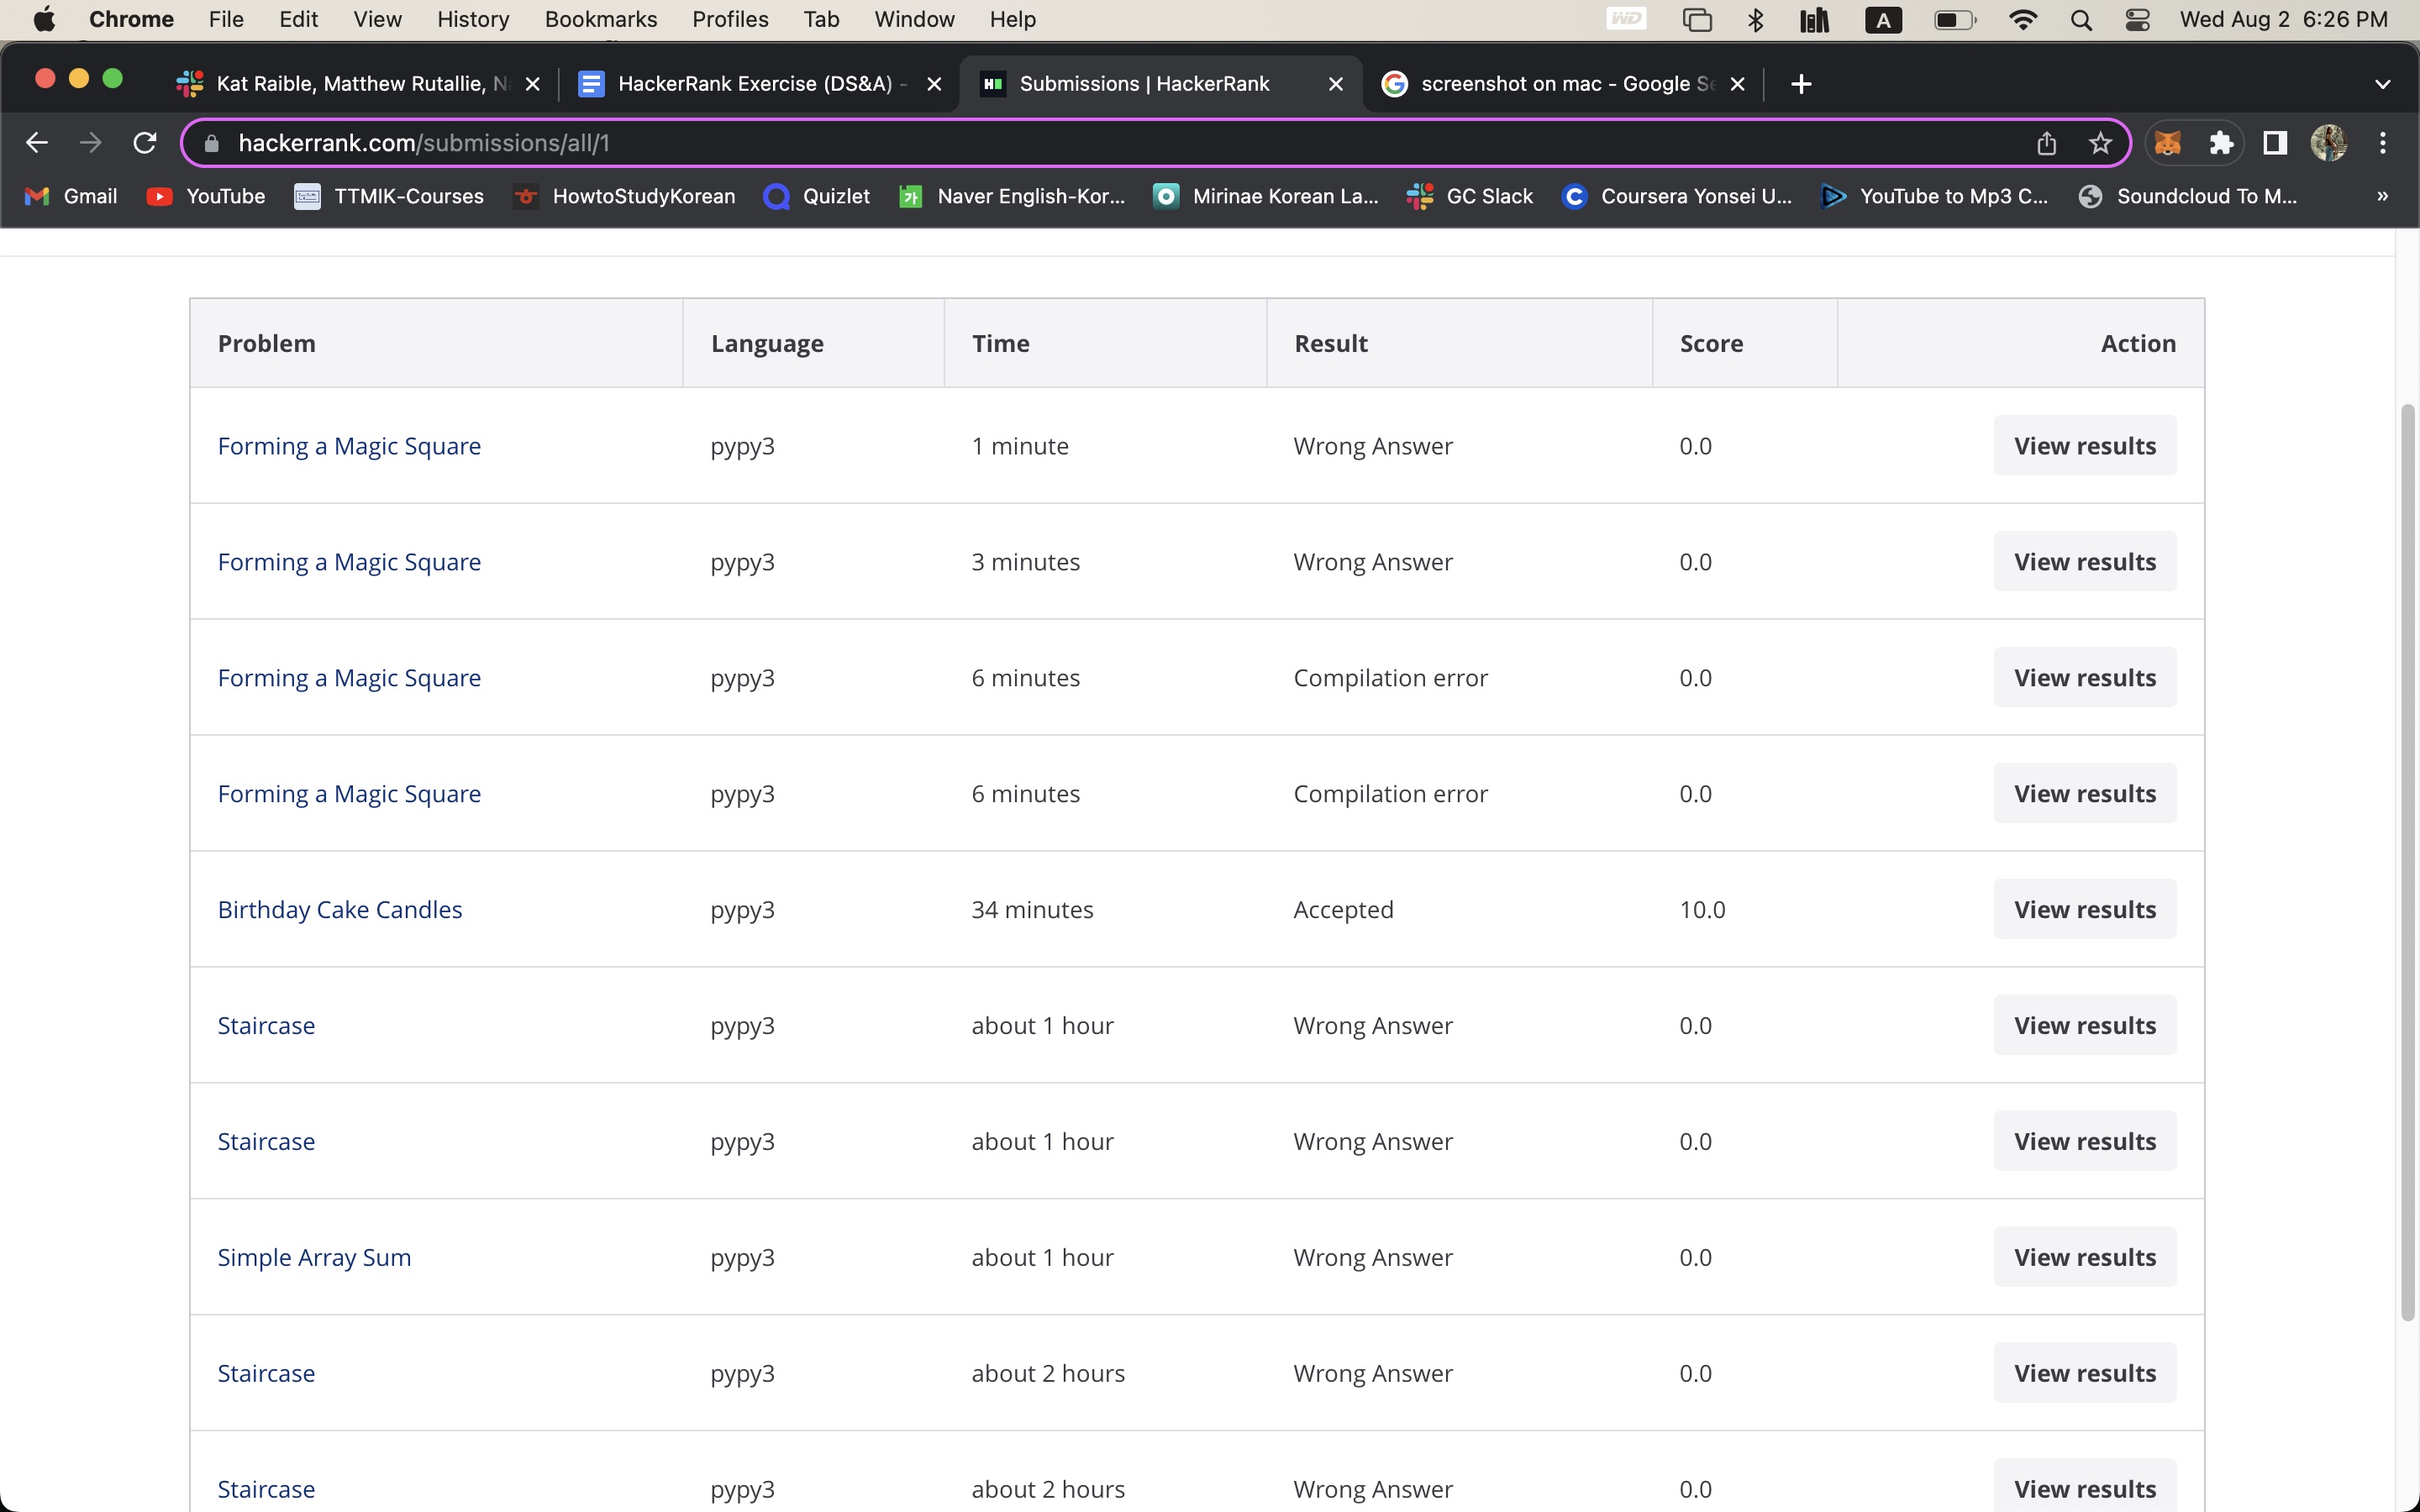 Chrome File Edit View History Bookmarks Profiles Tab Window Help WD A Wed Aug 2 6:26 PM
Kat Raible, Matthew Rutallie, HackerRank Exercise (DS&A) - Submissions | HackerRank screenshot on mac - Google
hackerrank.com/submissions/all/1
Gmail YouTube TTMIK-Courses HowtoStudyKorean Quizlet Naver English-Kor... Mirinae Korean La... GC Slack Coursera Yonsei U... YouTube to Mp3 C... Soundcloud To M... »
Problem Language Time Result Score Action
Forming a Magic Square pypy3 1 minute Wrong Answer 0.0 View results
Forming a Magic Square pypy3 3 minutes Wrong Answer 0.0 View results
Forming a Magic Square pypy3 6 minutes Compilation error 0.0 View results
Forming a Magic Square pypy3 6 minutes Compilation error 0.0 View results
Birthday Cake Candles pypy3 34 minutes Accepted 10.0 View results
Staircase pypy3 about 1 hour Wrong Answer 0.0 View results
Staircase pypy3 about 1 hour Wrong Answer 0.0 View results
Simple Array Sum pypy3 about 1 hour Wrong Answer 0.0 View results
Staircase pypy3 about 2 hours Wrong Answer 0.0 View results
Staircase pypy3 about 2 hours Wrong Answer 0.0 View results